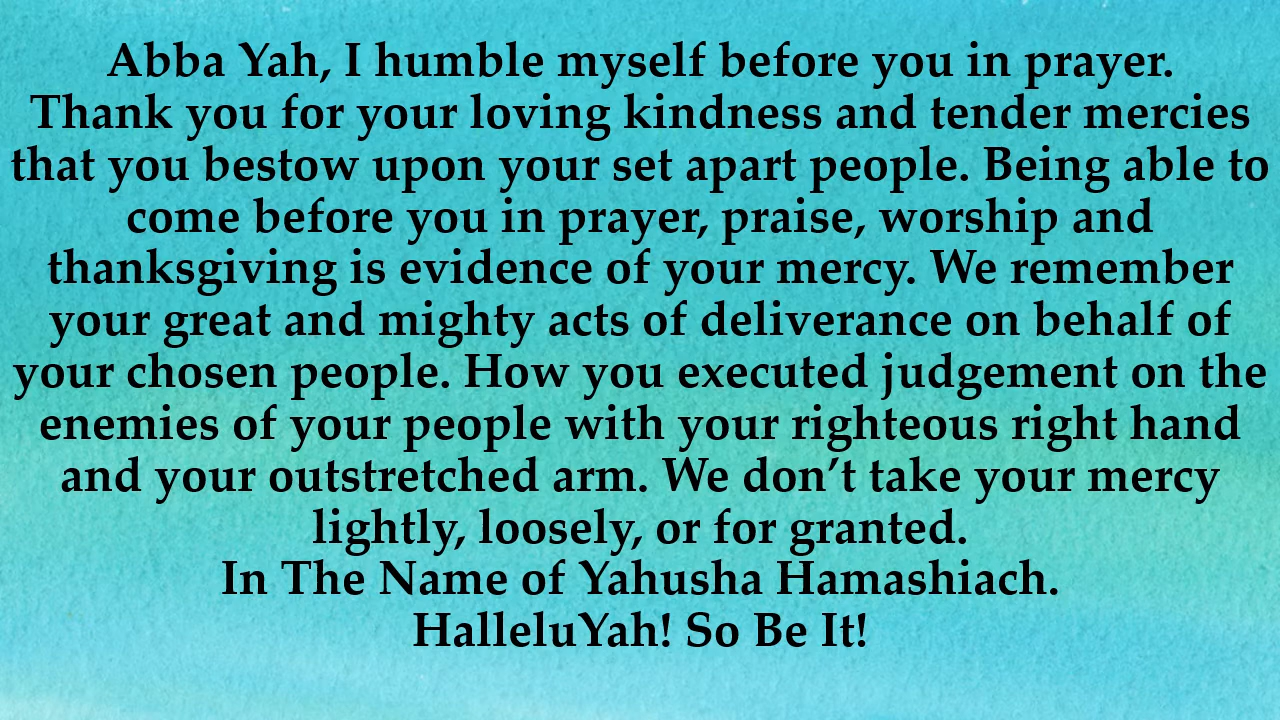 Abba Yah, I humble myself before you in prayer.
Thank you for your loving kindness and tender mercies
that you bestow upon your set apart people. Being able to
come before you in prayer, praise, worship and
thanksgiving is evidence of your mercy. We remember
your great and mighty acts of deliverance on behalf of
your chosen people. How you executed judgement on the
enemies of your people with your righteous right hand
and your outstretched arm. We don’t take your mercy
lightly, loosely, or for granted.
In The Name of Yahusha Hamashiach.
HalleluYah! So Be It!